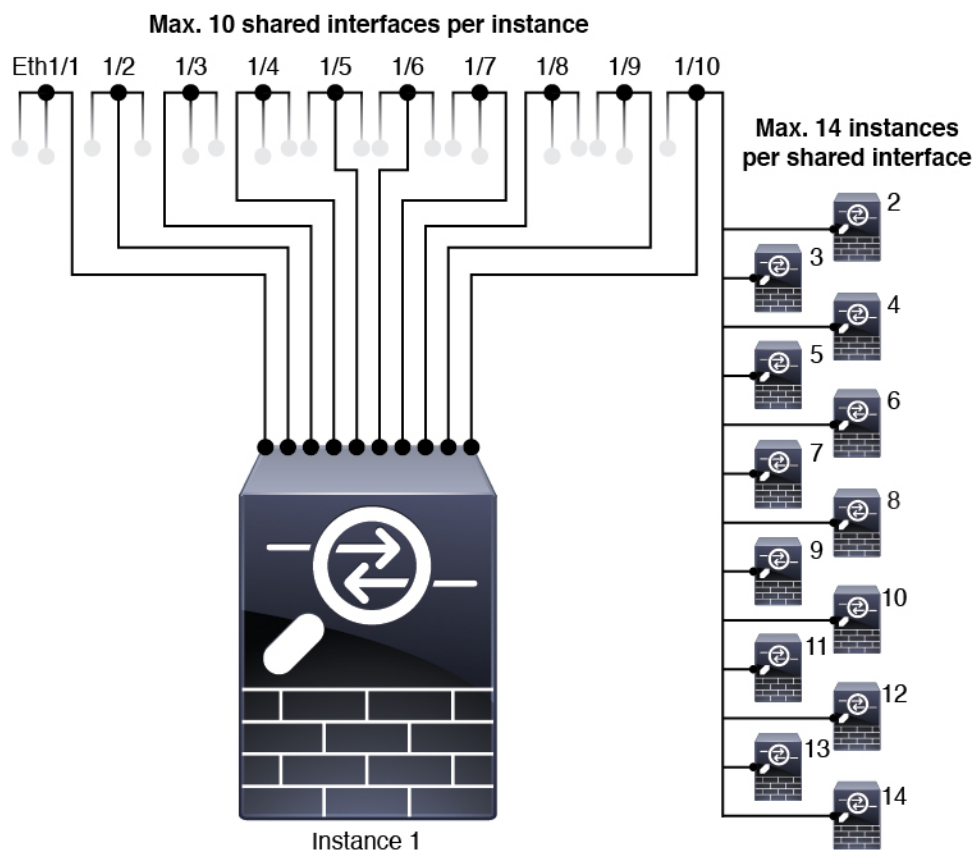 Max. 10 shared interfaces per instance
Eth1/1 1/2 1/3 1/4 1/5 1/6 1/7 1/8 1/9 1/10
Max. 14 instances
per shared interface
2
3
4
5
6
7
8
9
10
11
12
13
14
Instance 1